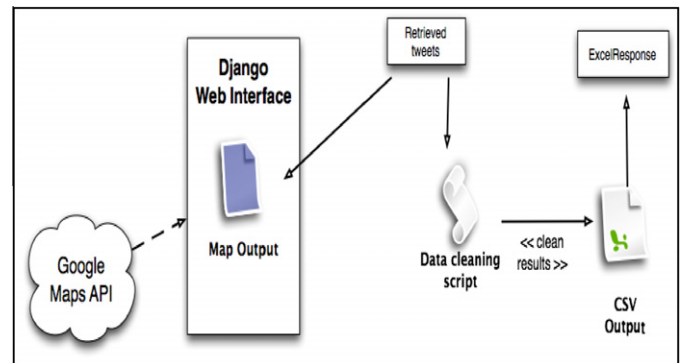 Retrieved
tweets
ExcelResponse
Django
Web Interface
Map Output
Google
Maps API
Data cleaning
script
<< clean
results >>
CSV
Output